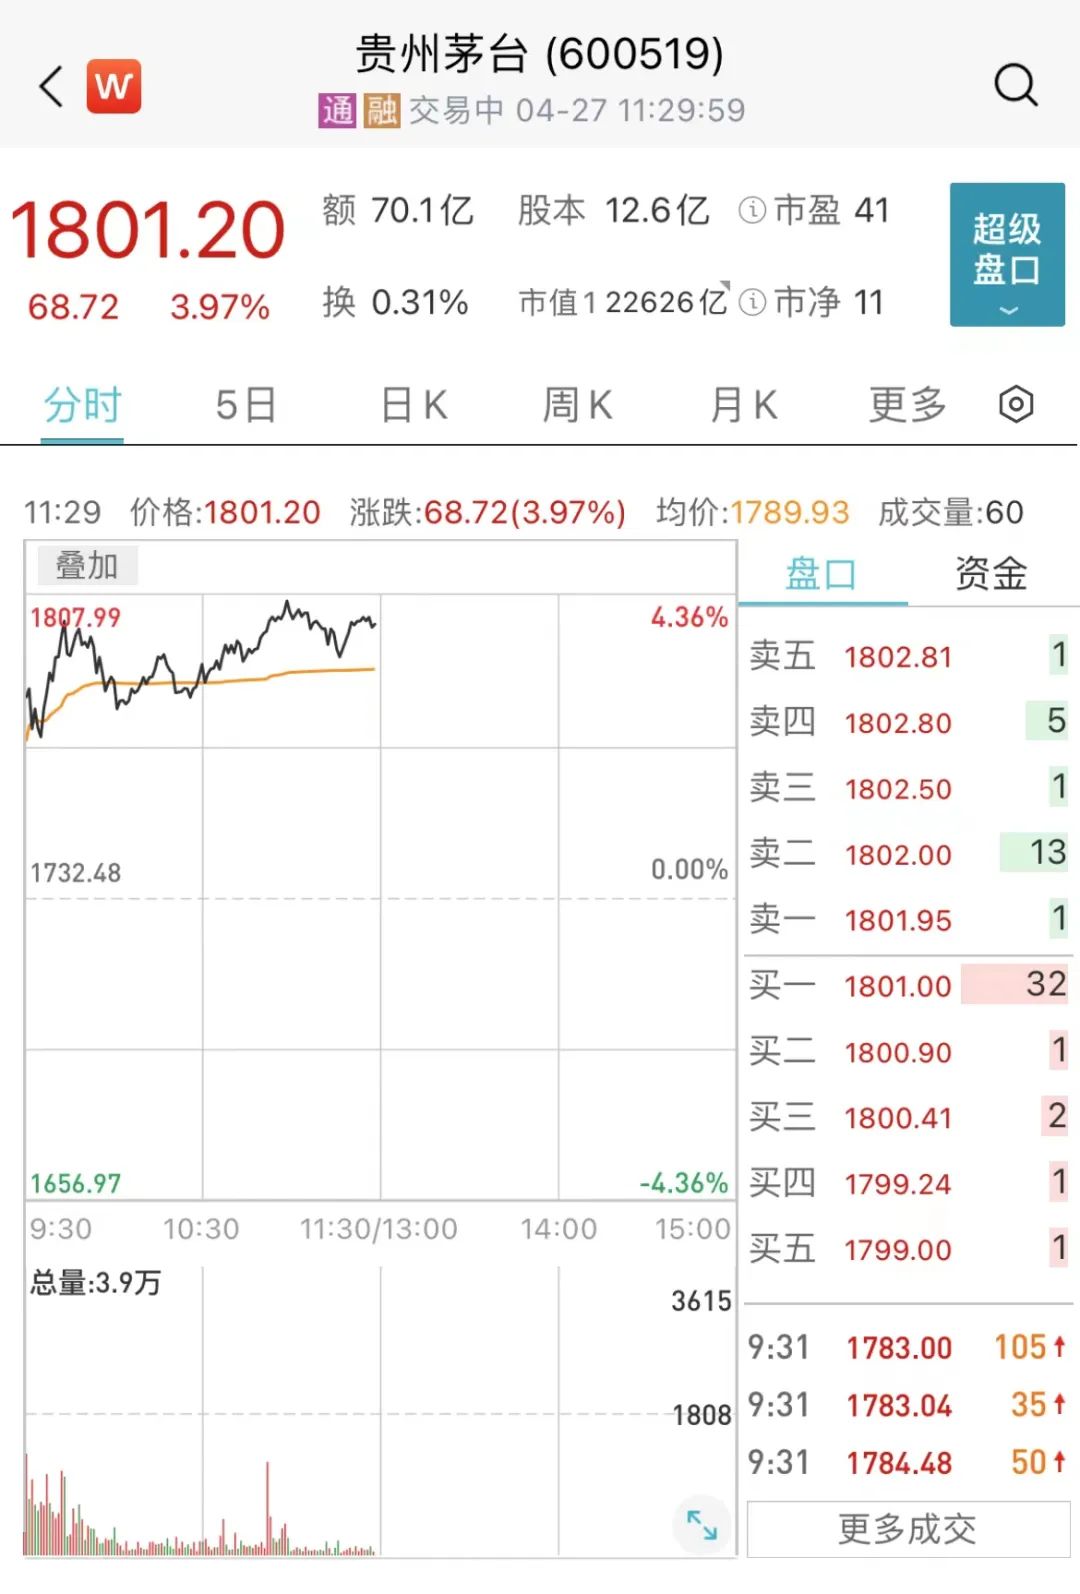 贵州茅台 (600519)
W
通 融 交易中 04-27 11:29:59
1801.20
68.72 3.97%
额 70.1亿 股本 12.6亿 市盈 41
换 0.31% 市值1 22626亿 市净 11
超级
盘口
分时 5日 日K 周K 月K 更多
11:29 价格:1801.20 涨跌:68.72(3.97%) 均价:1789.93 成交量:60
叠加
1807.99 4.36%
1732.48 0.00%
1656.97 -4.36%
9:30 10:30 11:30/13:00 14:00 15:00
总量:3.9万
3615
1808
盘口 资金
卖五 1802.81 1
卖四 1802.80 5
卖三 1802.50 1
卖二 1802.00 13
卖一 1801.95 1
买一 1801.00 32
买二 1800.90 1
买三 1800.41 2
买四 1799.24 1
买五 1799.00 1
9:31 1783.00 105↑
9:31 1783.04 35↑
9:31 1784.48 50↑
更多成交